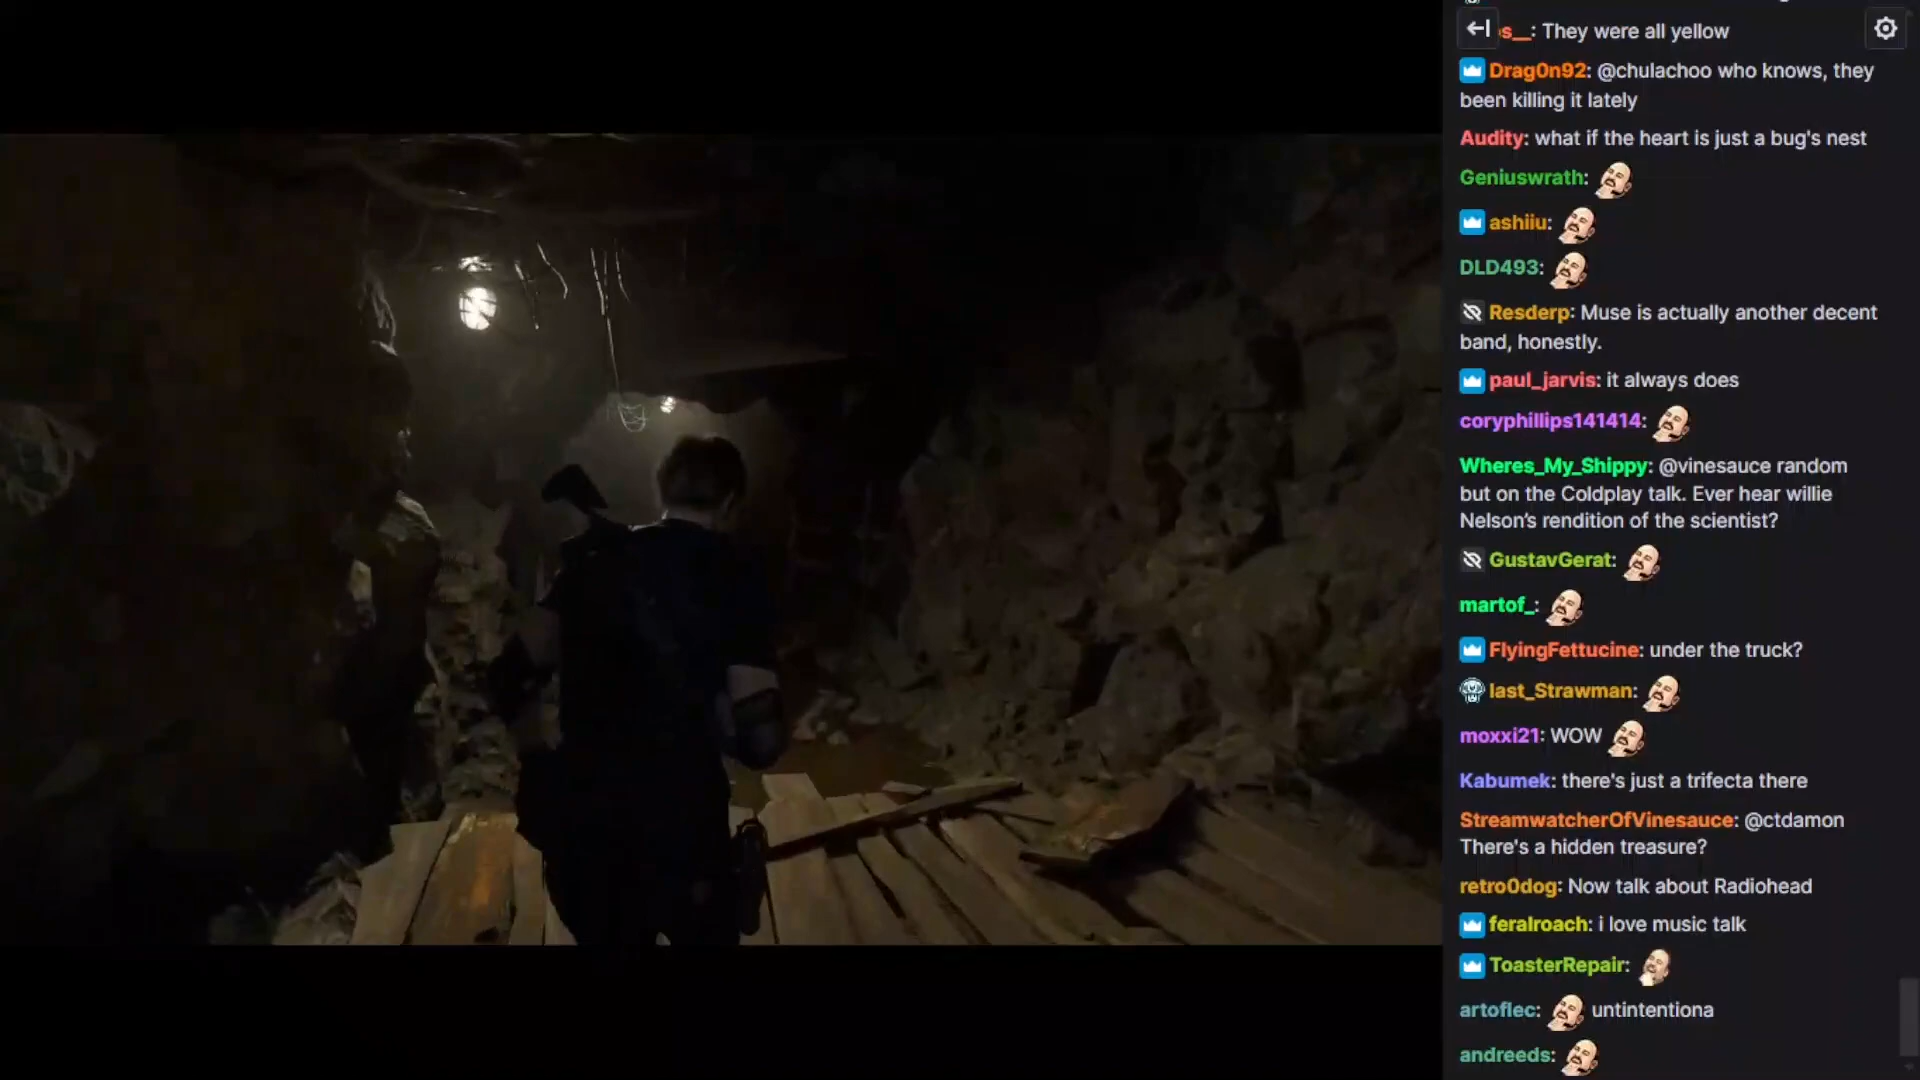 s__: They were all yellow
Drag0n92: @chulachoo who knows, they
been killing it lately
Audity: what if the heart is just a bug's nest
Geniuswrath:
ashiiu:
DLD493:
Resderp: Muse is actually another decent
band, honestly.
paul_jarvis: it always does
coryphillips141414:
Wheres_My_Shippy: @vinesauce random
but on the Coldplay talk. Ever hear willie
Nelson's rendition of the scientist?
GustavGerat:
martof_:
FlyingFettucine: under the truck?
last_Strawman:
moxxi21: WOW
Kabumek: there's just a trifecta there
StreamwatcherOfVinesauce: @ctdamon
There's a hidden treasure?
retro0dog: Now talk about Radiohead
feralroach: i love music talk
ToasterRepair:
artoflec: untintentiona
andreeds: